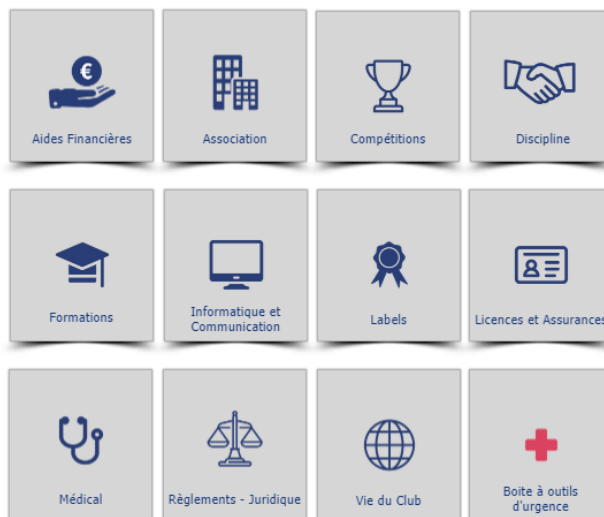 €
Aides Financières
Association
Compétitions
Discipline
Formations
Informatique et
Communication
Labels
Licences et Assurances
Médical
Règlements - Juridique
Vie du Club
Boite à outils
d'urgence